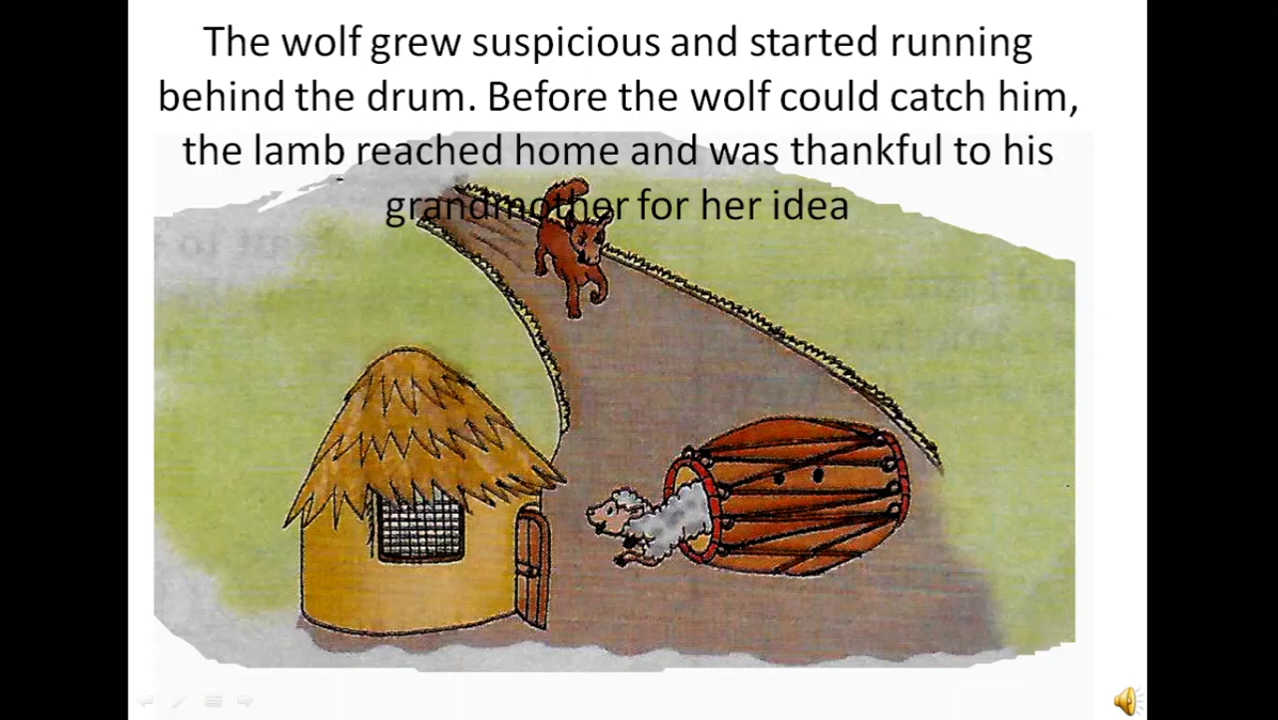 The wolf grew suspicious and started running
behind the drum. Before the wolf could catch him,
the lamb reached home and was thankful to his
grandmother for her idea